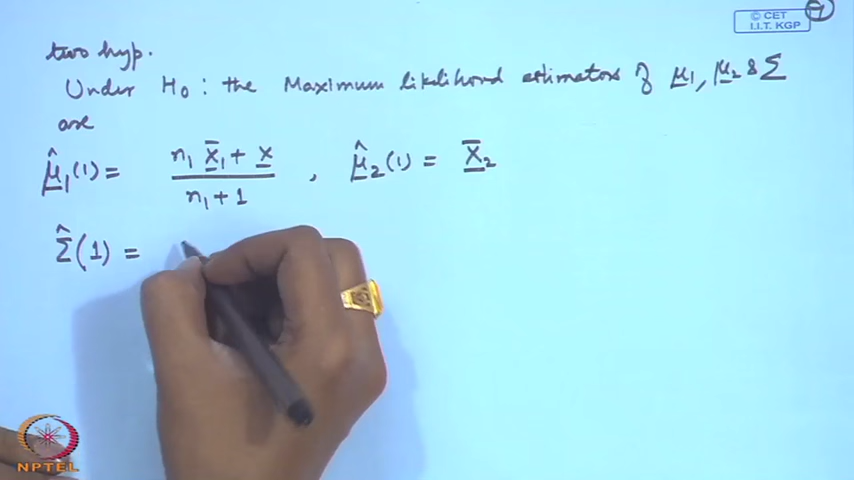 © CET
I.I.T. KGP
7
two hyp.
Under H₀ : the Maximum likelihood estimators of μ₁, μ₂ & Σ
are
μ̂₁(1) = (n₁ x̄₁ + x) / (n₁ + 1) , μ̂₂(1) = x̄₂
Σ̂(1) =
NPTEL